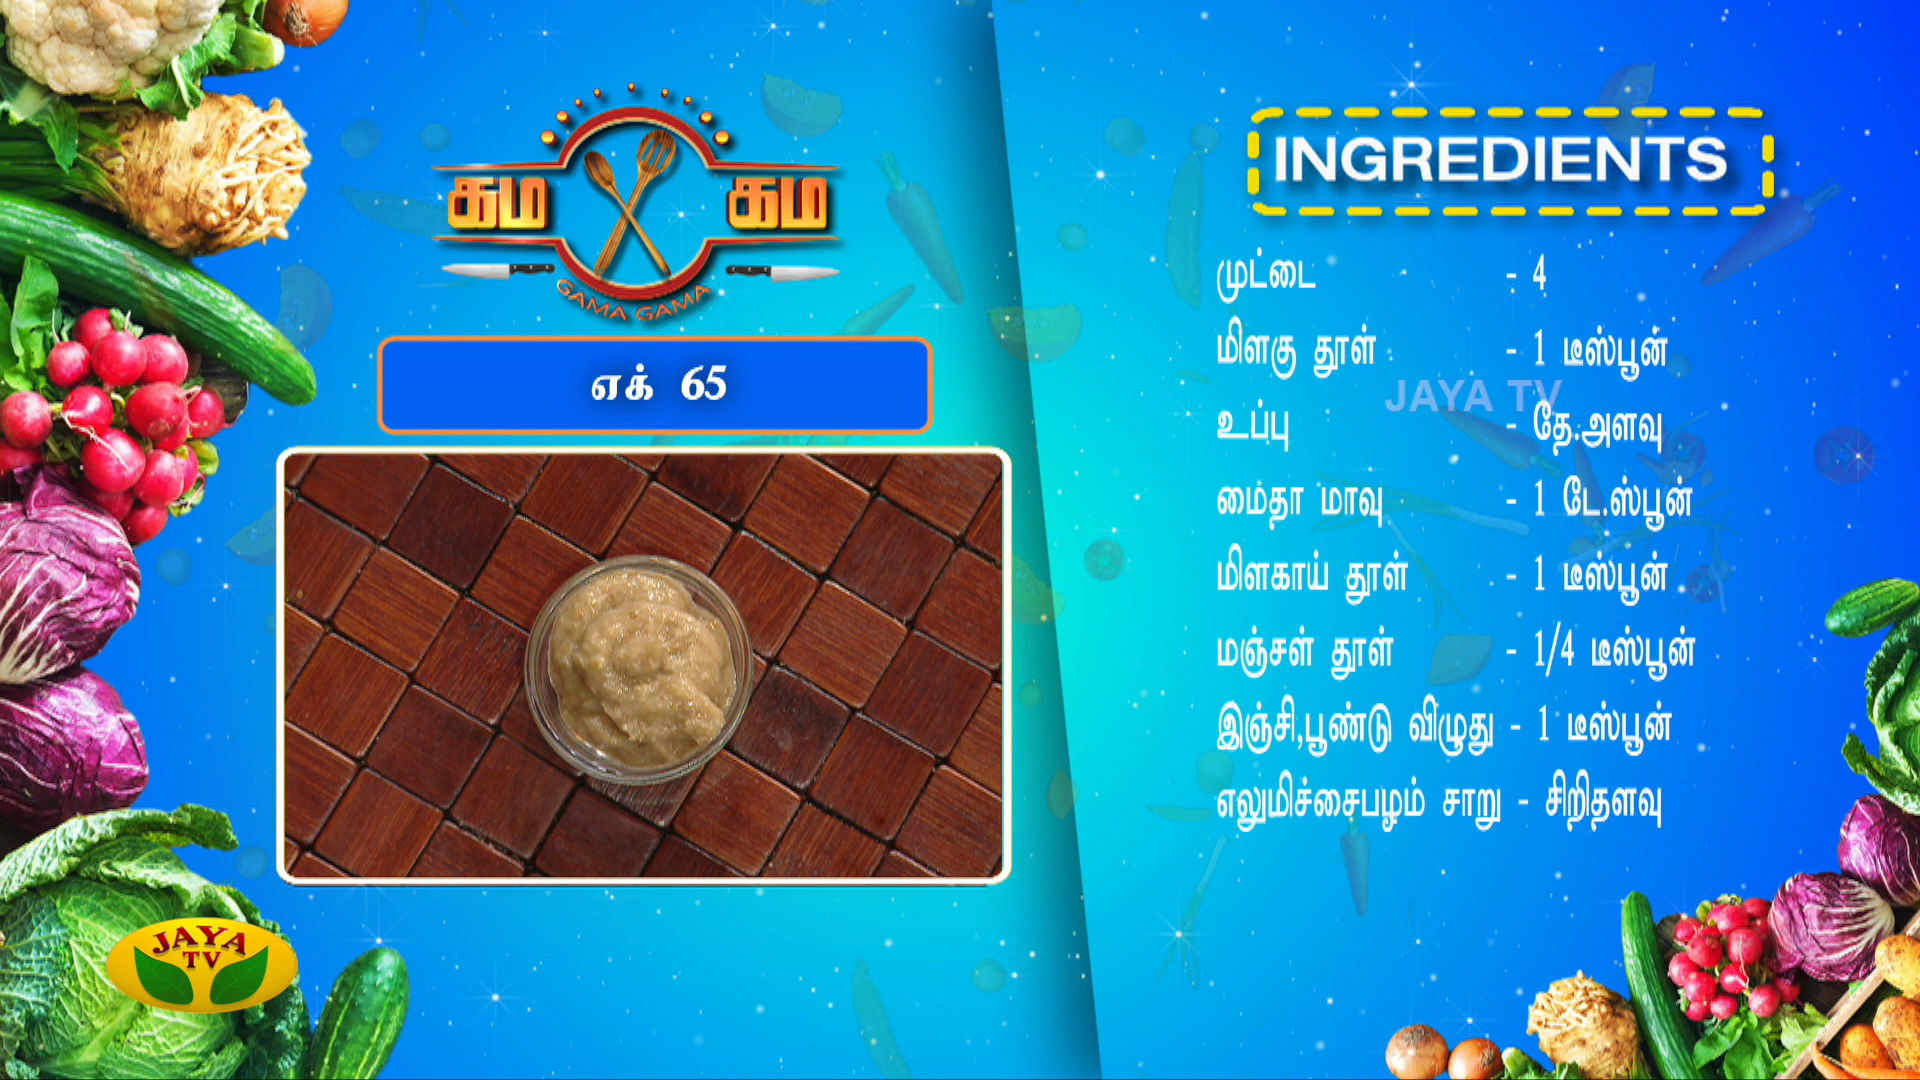 கம கம
GAMA GAMA
எக் 65
INGREDIENTS
முட்டை - 4
மிளகு தூள் - 1 டீஸ்பூன்
JAYA TV
உப்பு - தே.அளவு
மைதா மாவு - 1 டே.ஸ்பூன்
மிளகாய் தூள் - 1 டீஸ்பூன்
மஞ்சள் தூள் - 1/4 டீஸ்பூன்
இஞ்சி,பூண்டு விழுது - 1 டீஸ்பூன்
எலுமிச்சைபழம் சாறு - சிறிதளவு
JAYA
TV